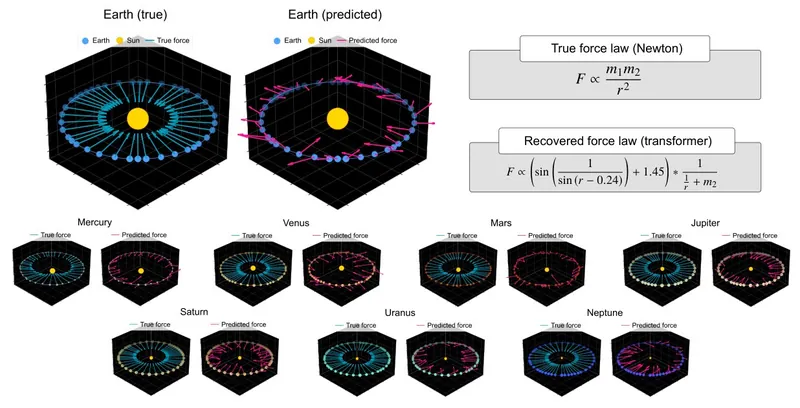 Earth (true)
Earth (predicted)
Earth Sun True force
Earth Sun Predicted force
True force law (Newton)
F ∝ m₁m₂ / r²
Recovered force law (transformer)
F ∝ (sin(1 / sin(r − 0.24)) + 1.45) * 1 / (1/r + m₂)
Mercury
True force Predicted force
Venus
True force Predicted force
Mars
True force Predicted force
Jupiter
True force Predicted force
Saturn
True force Predicted force
Uranus
True force Predicted force
Neptune
True force Predicted force